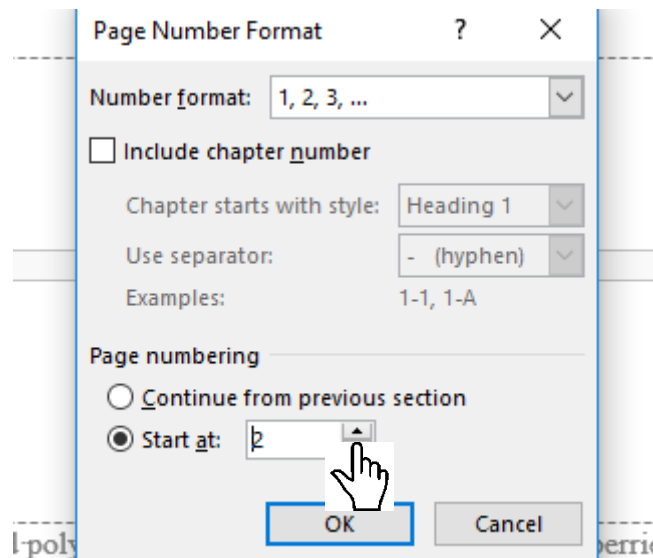 Page Number Format ? ×
Number format: 1, 2, 3, ...
Include chapter number
Chapter starts with style: Heading 1
Use separator: - (hyphen)
Examples: 1-1, 1-A
Page numbering
Continue from previous section
Start at: 2
OK Cancel